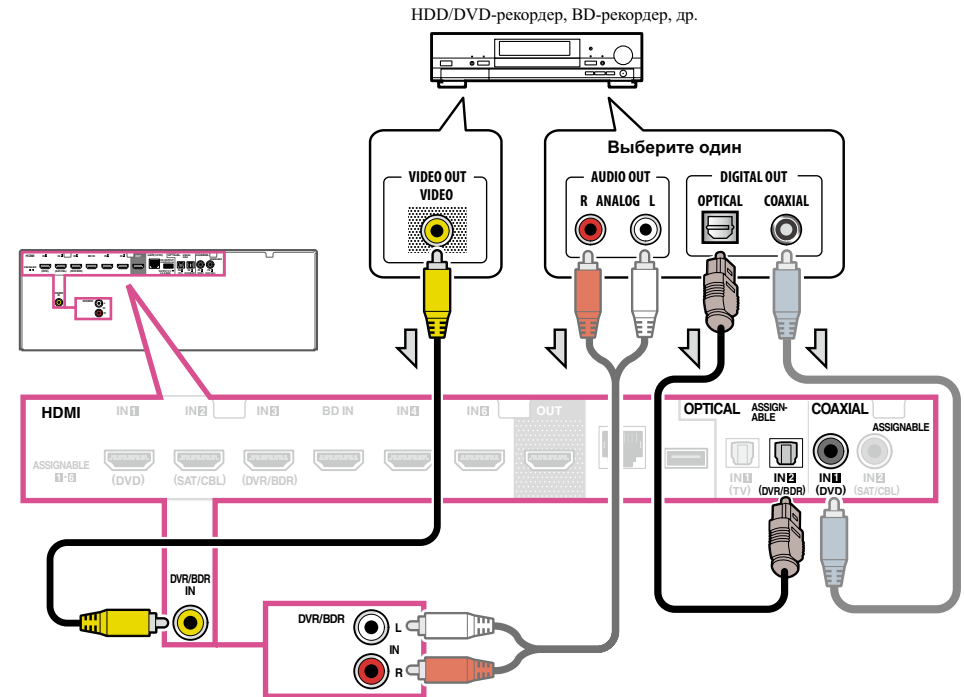 HDD/DVD-рекордер, BD-рекордер, др.
Выберите один
VIDEO OUT
VIDEO
AUDIO OUT
R ANALOG L
DIGITAL OUT
OPTICAL COAXIAL
HDMI IN 1 IN 2 IN 3 BD IN IN 4 IN 6 OUT
OPTICAL ASSIGN-
ABLE
COAXIAL
ASSIGNABLE
ASSIGNABLE
1-6
(DVD) (SAT/CBL) (DVR/BDR)
IN 1 IN 2 IN 1 IN 2
(TV) (DVR/BDR) (DVD) (SAT/CBL)
DVR/BDR
IN
DVR/BDR
L
IN
R